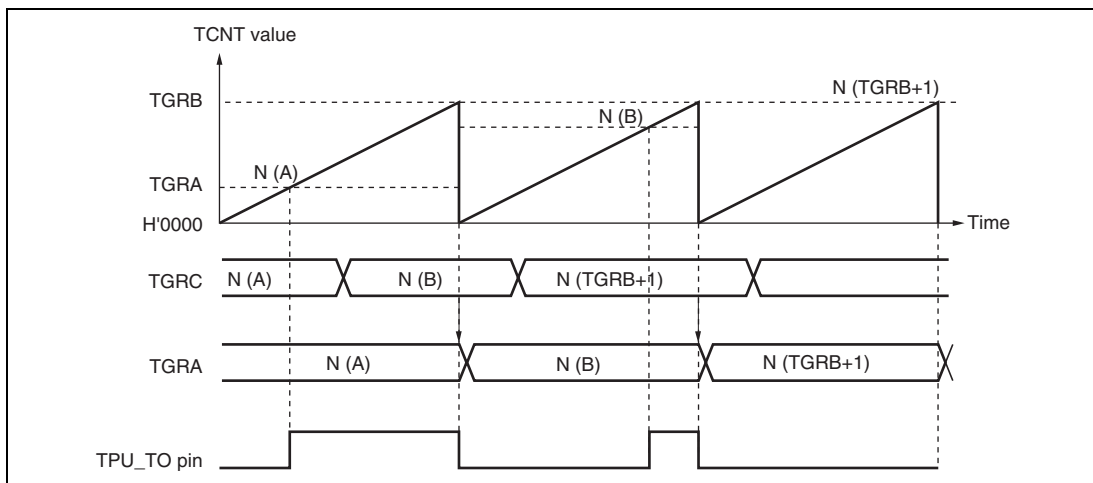 TCNT value
TGRB
N (TGRB+1)
N (B)
N (A)
TGRA
H'0000
Time
TGRC
N (A)
N (B)
N (TGRB+1)
TGRA
N (A)
N (B)
N (TGRB+1)
TPU_TO pin